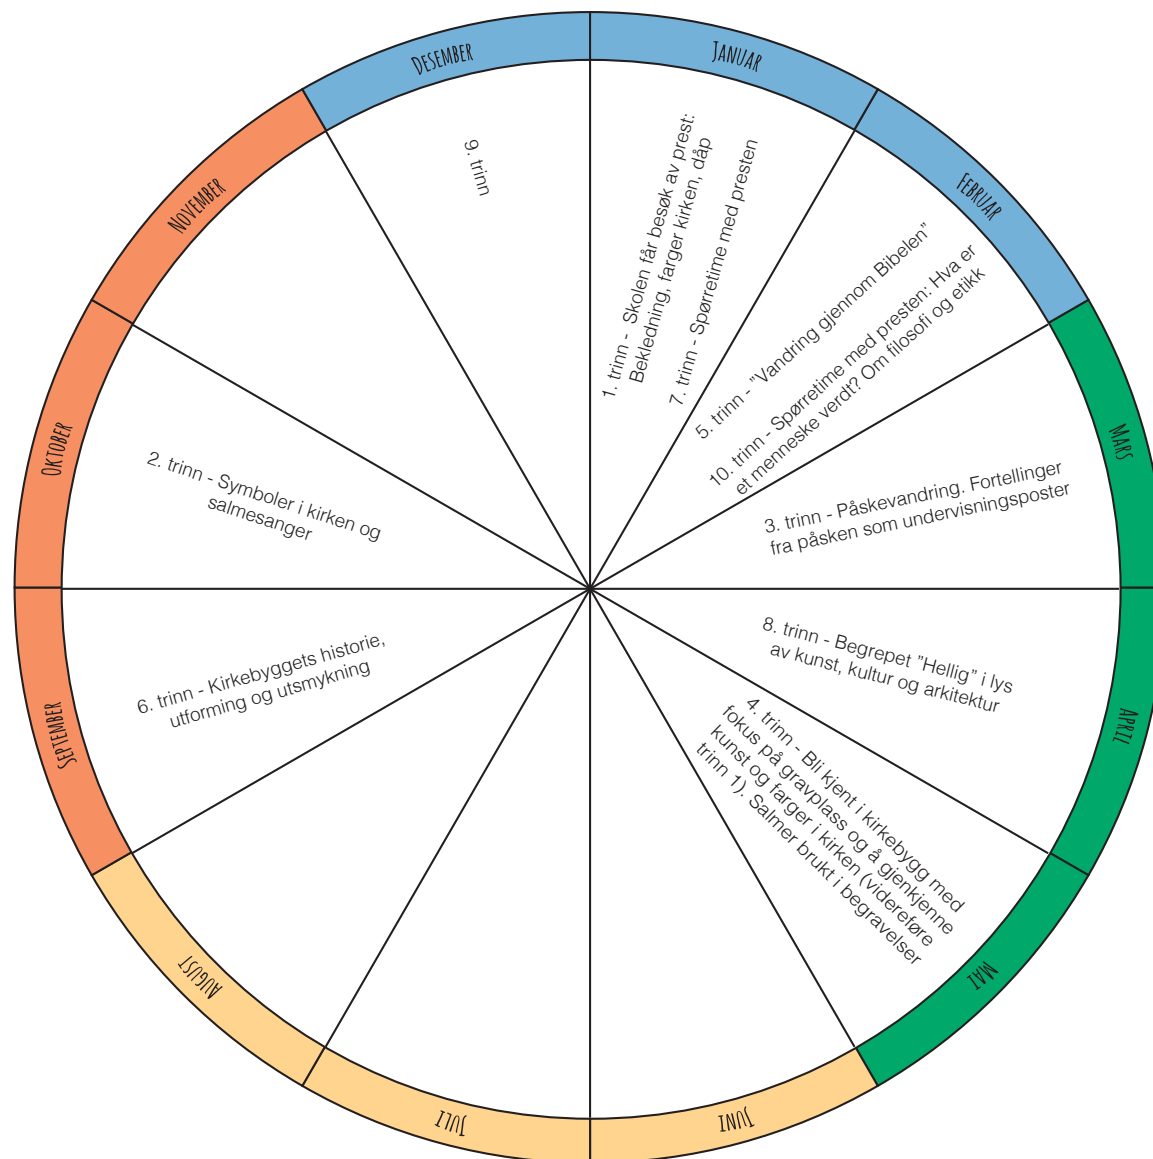 Januar
1. trinn - Skolen får besøk av prest:
Bekledning, farger kirken, dåp
7. trinn - Spørretime med presten
Februar
5. trinn - "Vandring gjennom Bibelen"
10. trinn - Spørretime med presten: Hva er
et menneske verdt? Om filosofi og etikk
Mars
3. trinn - Påskevandring. Fortellinger
fra påsken som undervisningsposter
April
8. trinn - Begrepet "Hellig" i lys
av kunst, kultur og arkitektur
Mai
4. trinn - Bli kjent i kirkebygg med
fokus på gravplass og å gjenkjenne
kunst og farger i kirken (videreføre
trinn 1). Salmer brukt i begravelser
Juni
Juli
August
September
6. trinn - Kirkebyggets historie,
utforming og utsmykning
Oktober
2. trinn - Symboler i kirken og
salmesanger
November
Desember
9. trinn